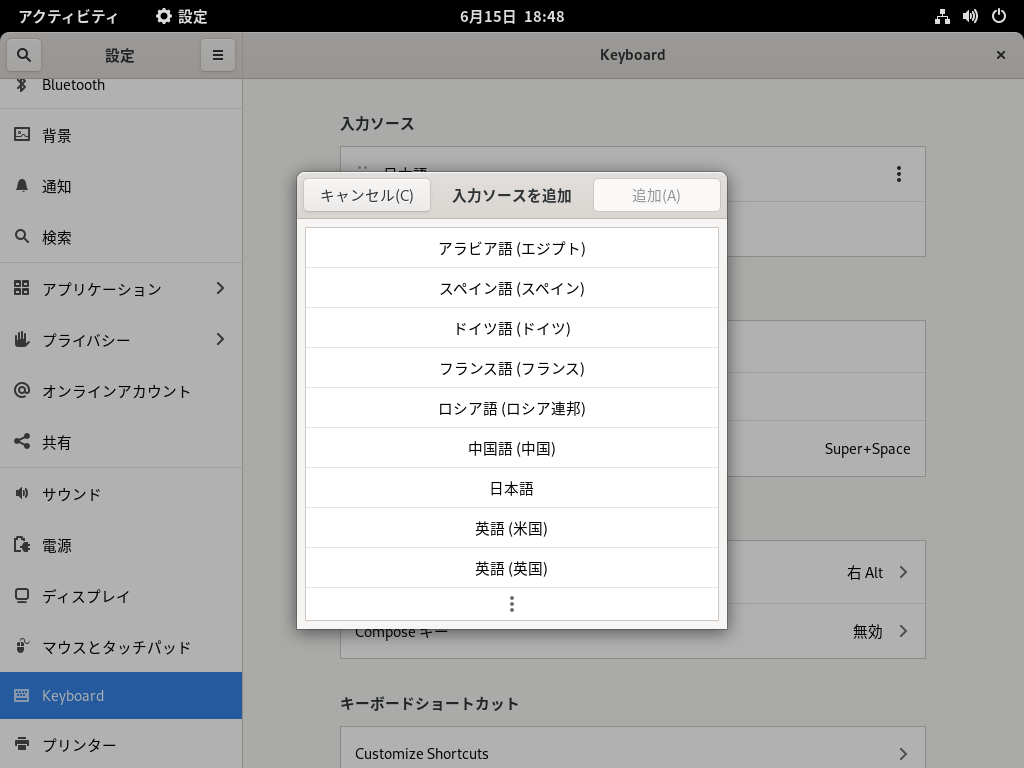 アクティビティ 設定 6月15日 18:48
設定 Keyboard
Bluetooth
背景
通知
検索
アプリケーション
プライバシー
オンラインアカウント
共有
サウンド
電源
ディスプレイ
マウスとタッチパッド
Keyboard
プリンター
入力ソース
日本語
キャンセル(C) 入力ソースを追加 追加(A)
アラビア語 (エジプト)
スペイン語 (スペイン)
ドイツ語 (ドイツ)
フランス語 (フランス)
ロシア語 (ロシア連邦)
中国語 (中国)
日本語
英語 (米国)
英語 (英国)
Super+Space
右 Alt
Compose キー 無効
キーボードショートカット
Customize Shortcuts